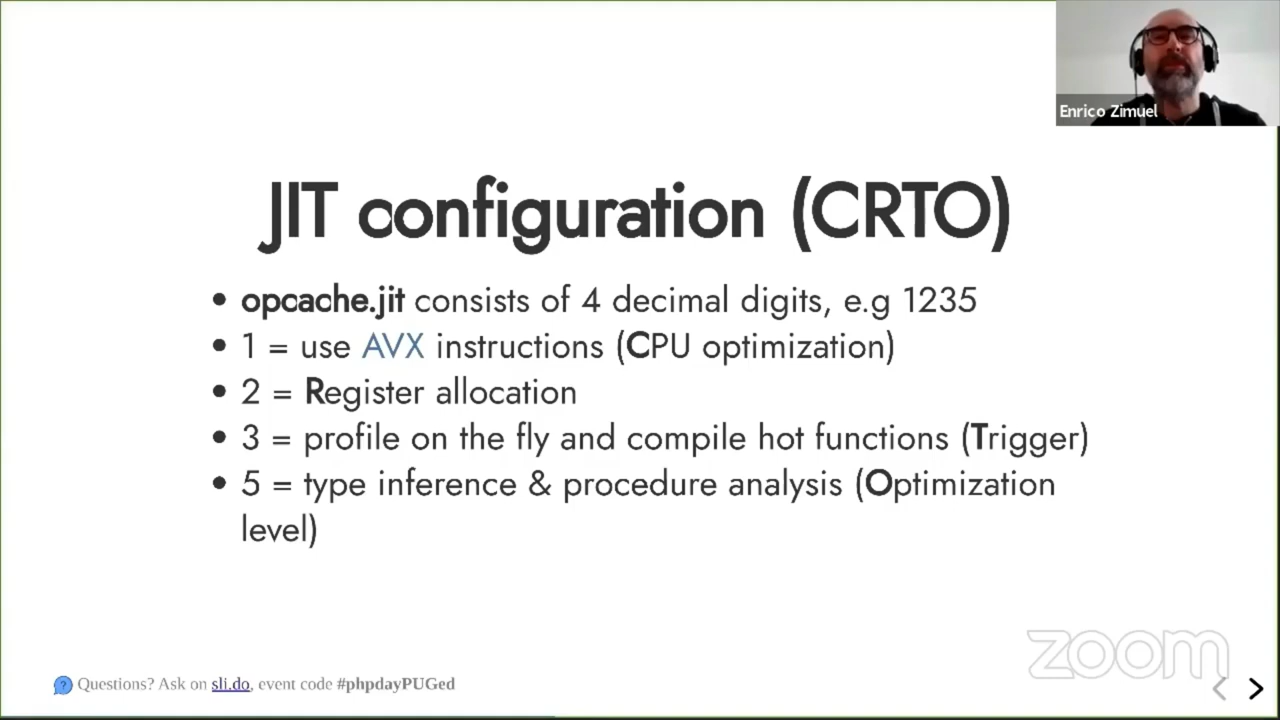 Enrico Zimuel
JIT configuration (CRTO)
• opcache.jit consists of 4 decimal digits, e.g 1235
• 1 = use AVX instructions (CPU optimization)
• 2 = Register allocation
• 3 = profile on the fly and compile hot functions (Trigger)
• 5 = type inference & procedure analysis (Optimization
level)
zoom
? Questions? Ask on sli.do, event code #phpdayPUGed